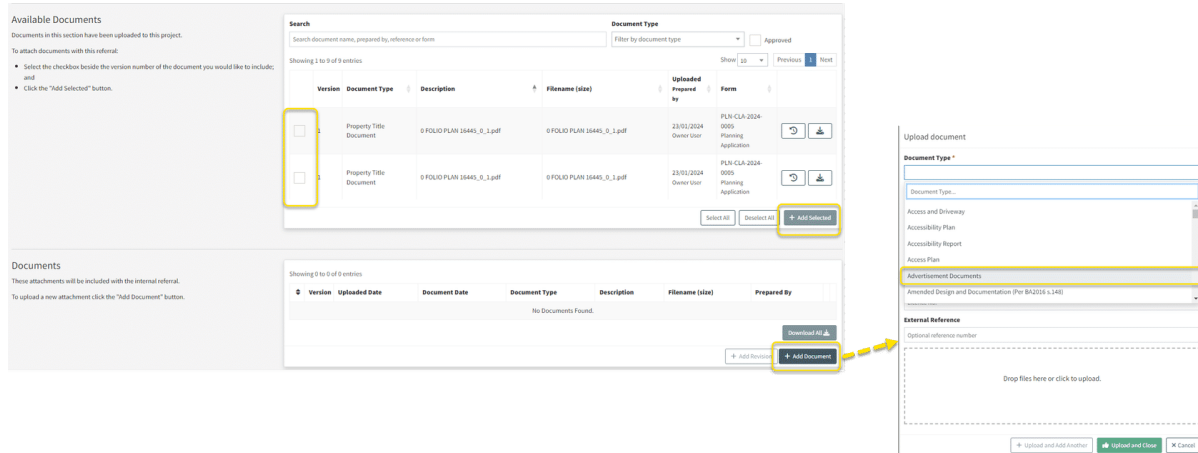 Available Documents
Documents in this section have been uploaded to this project.
To attach documents with this referral:
Select the checkbox beside the version number of the document you would like to include;
and
Click the "Add Selected" button.
Search
Document Type
Search document name, prepared by, reference or form
Filter by document type
Approved
Showing 1 to 9 of 9 entries
Show 10
Previous 1 Next
Version Document Type Description Filename (size) Uploaded Prepared by Form
1 Property Title Document 0 FOLIO PLAN 16445_0_1.pdf 0 FOLIO PLAN 16445_0_1.pdf 23/01/2024 Owner User PLN-CLA-2024-0005 Planning Application
1 Property Title Document 0 FOLIO PLAN 16445_0_1.pdf 0 FOLIO PLAN 16445_0_1.pdf 23/01/2024 Owner User PLN-CLA-2024-0005 Planning Application
Select All Deselect All + Add Selected
Documents
These attachments will be included with the internal referral.
To upload a new attachment click the "Add Document" button.
Showing 0 to 0 of 0 entries
Version Uploaded Date Document Date Document Type Description Filename (size) Prepared By
No Documents Found.
Download All
+ Add Revision + Add Document
Upload document
Document Type *
Document Type...
Access and Driveway
Accessibility Plan
Accessibility Report
Access Plan
Advertisement Documents
Amended Design and Documentation (Per BA2016 s.148)
External Reference
Optional reference number
Drop files here or click to upload.
+ Upload and Add Another Upload and Close × Cancel